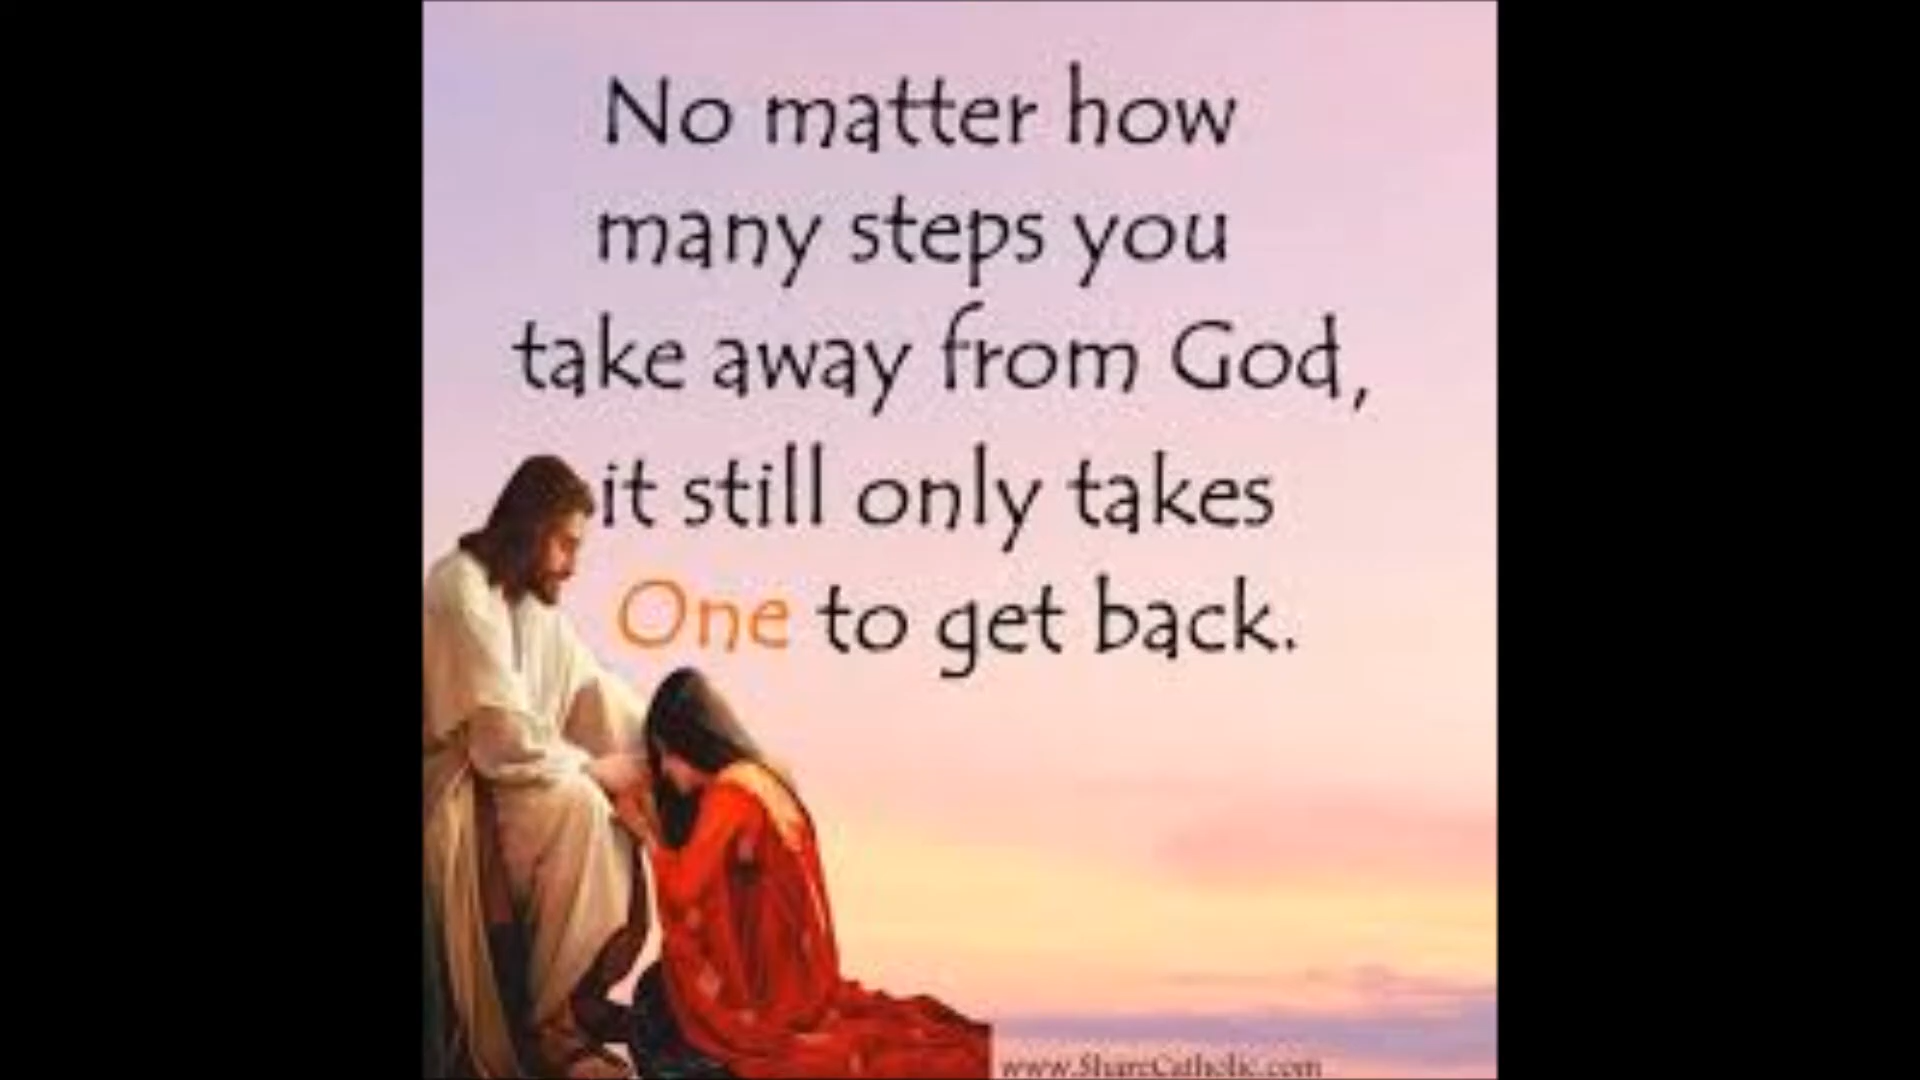 No matter how
many steps you
take away from God,
it still only takes
One to get back.
www.ShareCatholic.com